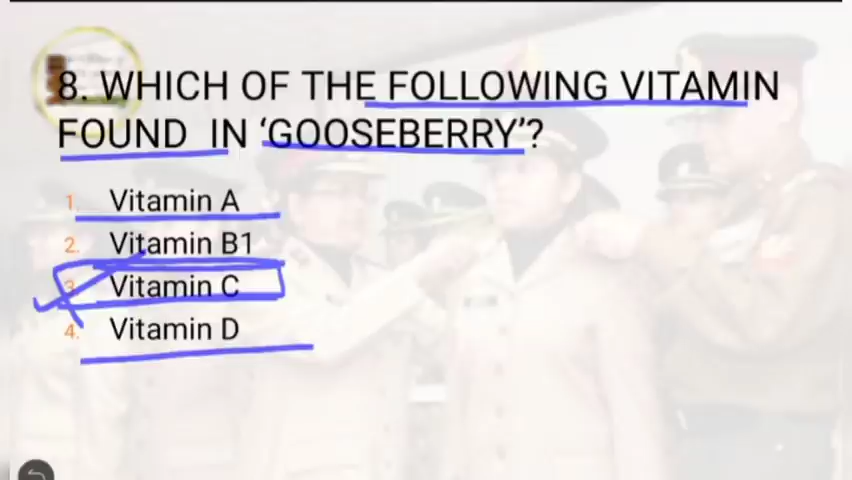 8. WHICH OF THE FOLLOWING VITAMIN
FOUND IN ‘GOOSEBERRY’?
1. Vitamin A
2. Vitamin B1
3. Vitamin C
4. Vitamin D